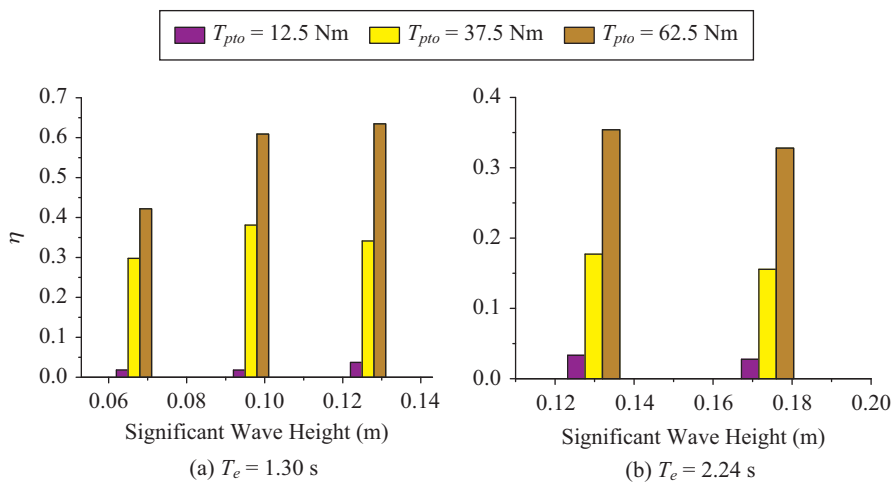 T_pto = 12.5 Nm T_pto = 37.5 Nm T_pto = 62.5 Nm
η
0.7
0.6
0.5
0.4
0.3
0.2
0.1
0.0
0.06 0.08 0.10 0.12 0.14
Significant Wave Height (m)
(a) T_e = 1.30 s
0.4
0.3
0.2
0.1
0.0
0.12 0.14 0.16 0.18 0.20
Significant Wave Height (m)
(b) T_e = 2.24 s